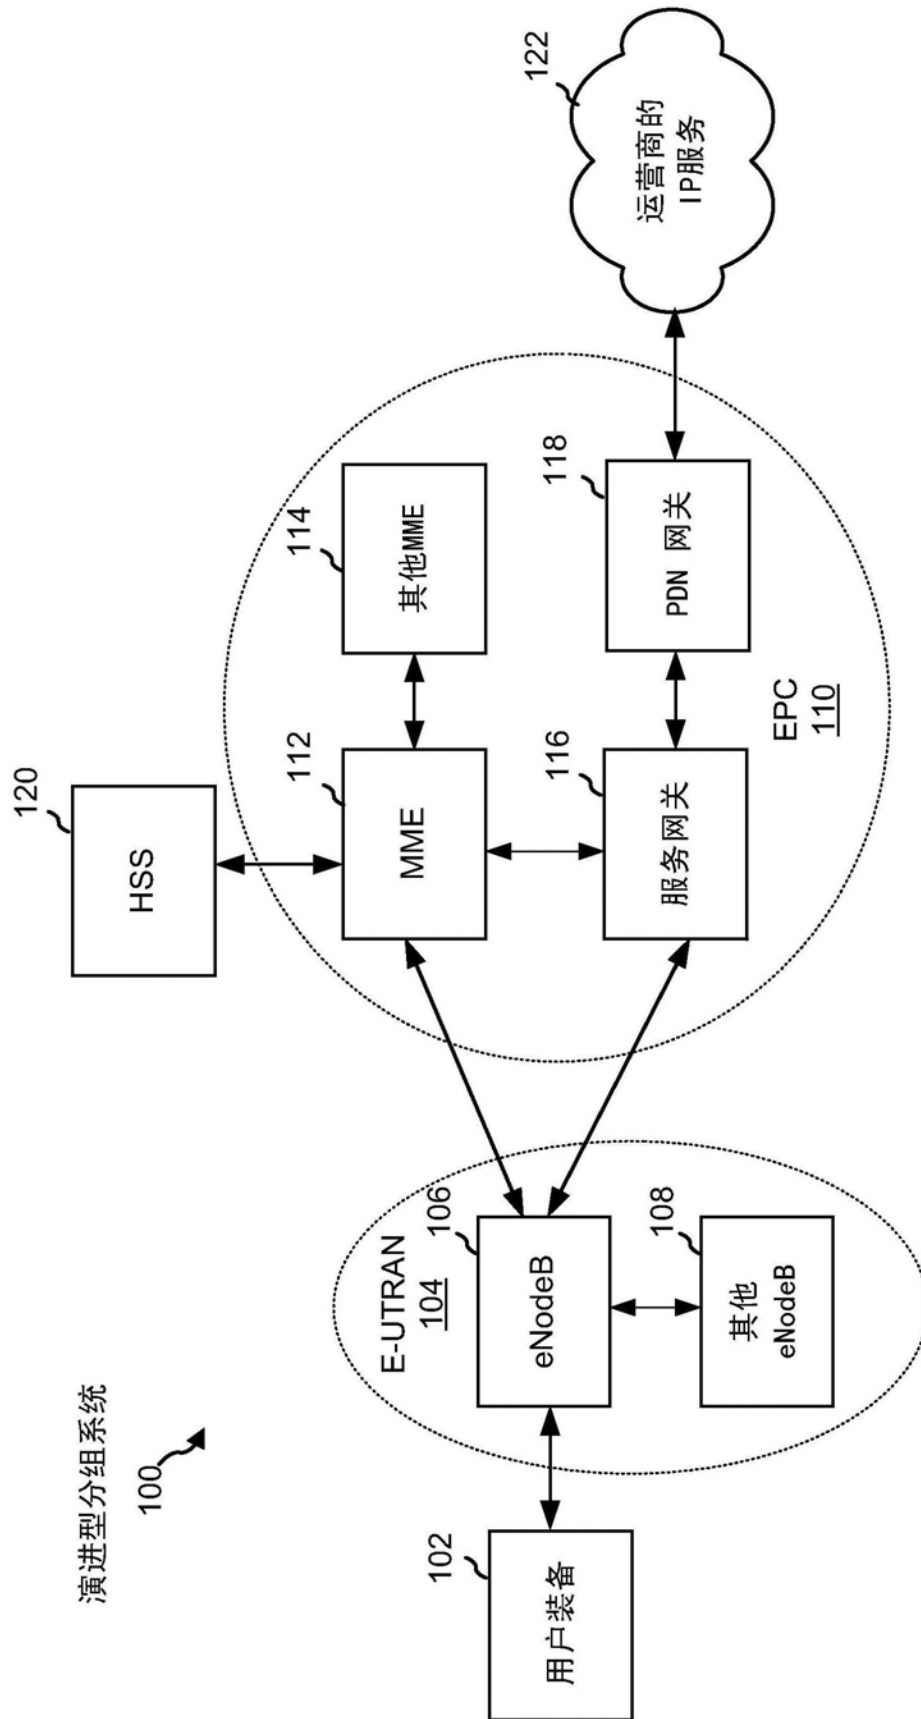 演进型分组系统
100
102
用户装备
E-UTRAN
104
106
eNodeB
108
其他
eNodeB
120
HSS
112
MME
114
其他MME
116
服务网关
118
PDN 网关
EPC
110
122
运营商的
IP服务